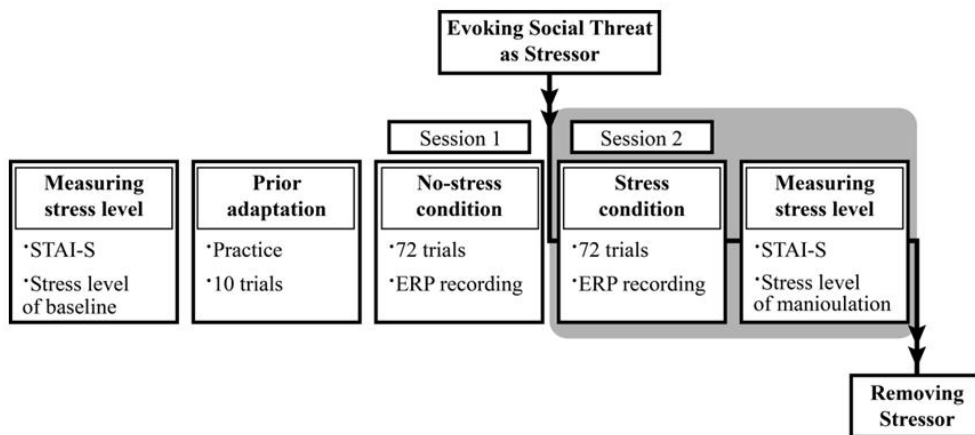 Evoking Social Threat
as Stressor
Session 1
Session 2
Measuring
stress level
·STAI-S
·Stress level
of baseline
Prior
adaptation
·Practice
·10 trials
No-stress
condition
·72 trials
·ERP recording
Stress
condition
·72 trials
·ERP recording
Measuring
stress level
·STAI-S
·Stress level
of manioulation
Removing
Stressor